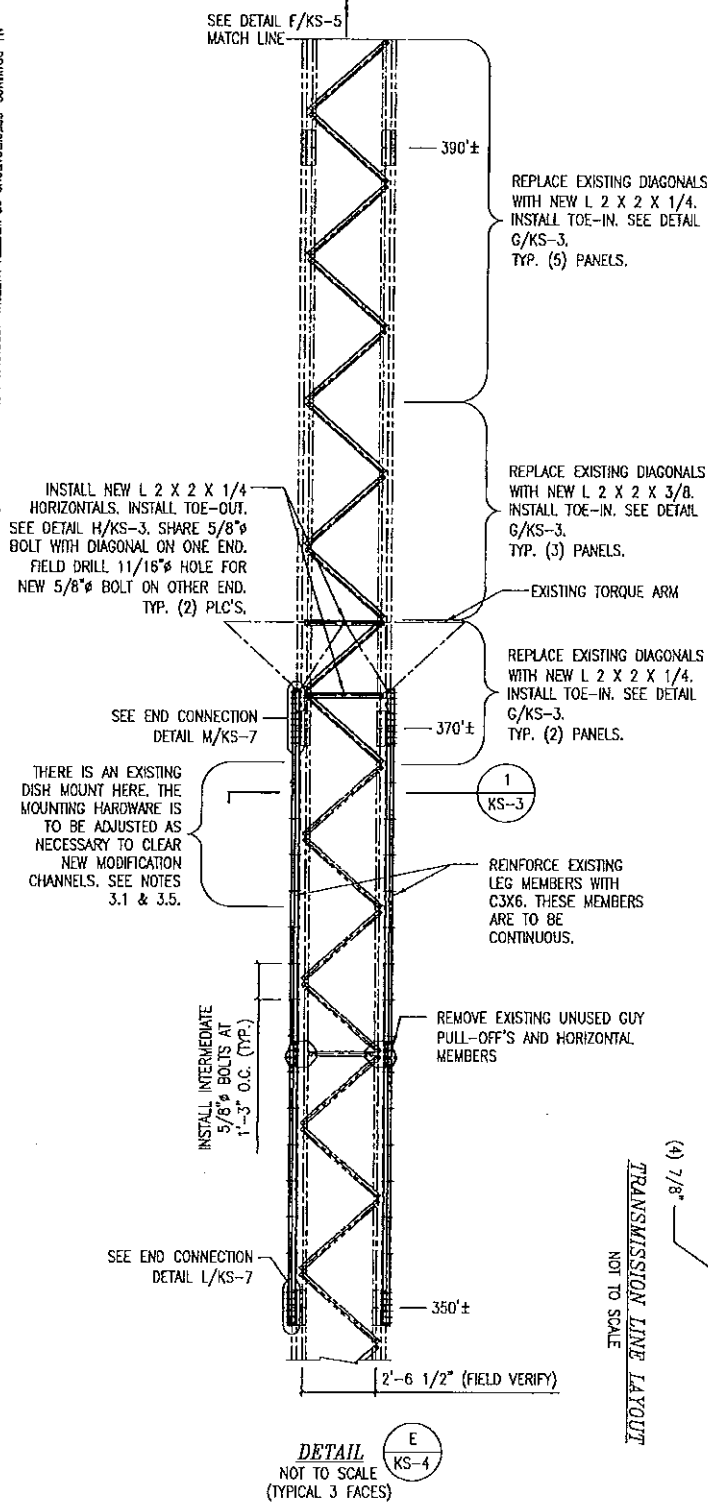 SEE DETAIL F/KS-5
MATCH LINE
390'±
REPLACE EXISTING DIAGONALS
WITH NEW L 2 X 2 X 1/4.
INSTALL TOE-IN. SEE DETAIL
G/KS-3.
TYP. (5) PANELS.
INSTALL NEW L 2 X 2 X 1/4
HORIZONTALS. INSTALL TOE-OUT.
SEE DETAIL H/KS-3. SHARE 5/8"ø
BOLT WITH DIAGONAL ON ONE END.
FIELD DRILL 11/16"ø HOLE FOR
NEW 5/8"ø BOLT ON OTHER END.
TYP. (2) PLC'S.
REPLACE EXISTING DIAGONALS
WITH NEW L 2 X 2 X 3/8.
INSTALL TOE-IN. SEE DETAIL
G/KS-3.
TYP. (3) PANELS.
EXISTING TORQUE ARM
REPLACE EXISTING DIAGONALS
WITH NEW L 2 X 2 X 1/4.
INSTALL TOE-IN. SEE DETAIL
G/KS-3.
TYP. (2) PANELS.
SEE END CONNECTION
DETAIL M/KS-7
370'±
THERE IS AN EXISTING
DISH MOUNT HERE. THE
MOUNTING HARDWARE IS
TO BE ADJUSTED AS
NECESSARY TO CLEAR
NEW MODIFICATION
CHANNELS. SEE NOTES
3.1 & 3.5.
1
KS-3
REINFORCE EXISTING
LEG MEMBERS WITH
C3X6. THESE MEMBERS
ARE TO BE
CONTINUOUS.
INSTALL INTERMEDIATE
5/8"ø BOLTS AT
1'-3" O.C. (TYP.)
REMOVE EXISTING UNUSED GUY
PULL-OFF'S AND HORIZONTAL
MEMBERS
SEE END CONNECTION
DETAIL L/KS-7
350'±
2'-6 1/2" (FIELD VERIFY)
(4) 7/8"
TRANSMISSION LINE LAYOUT
NOT TO SCALE
DETAIL
E
KS-4
NOT TO SCALE
(TYPICAL 3 FACES)